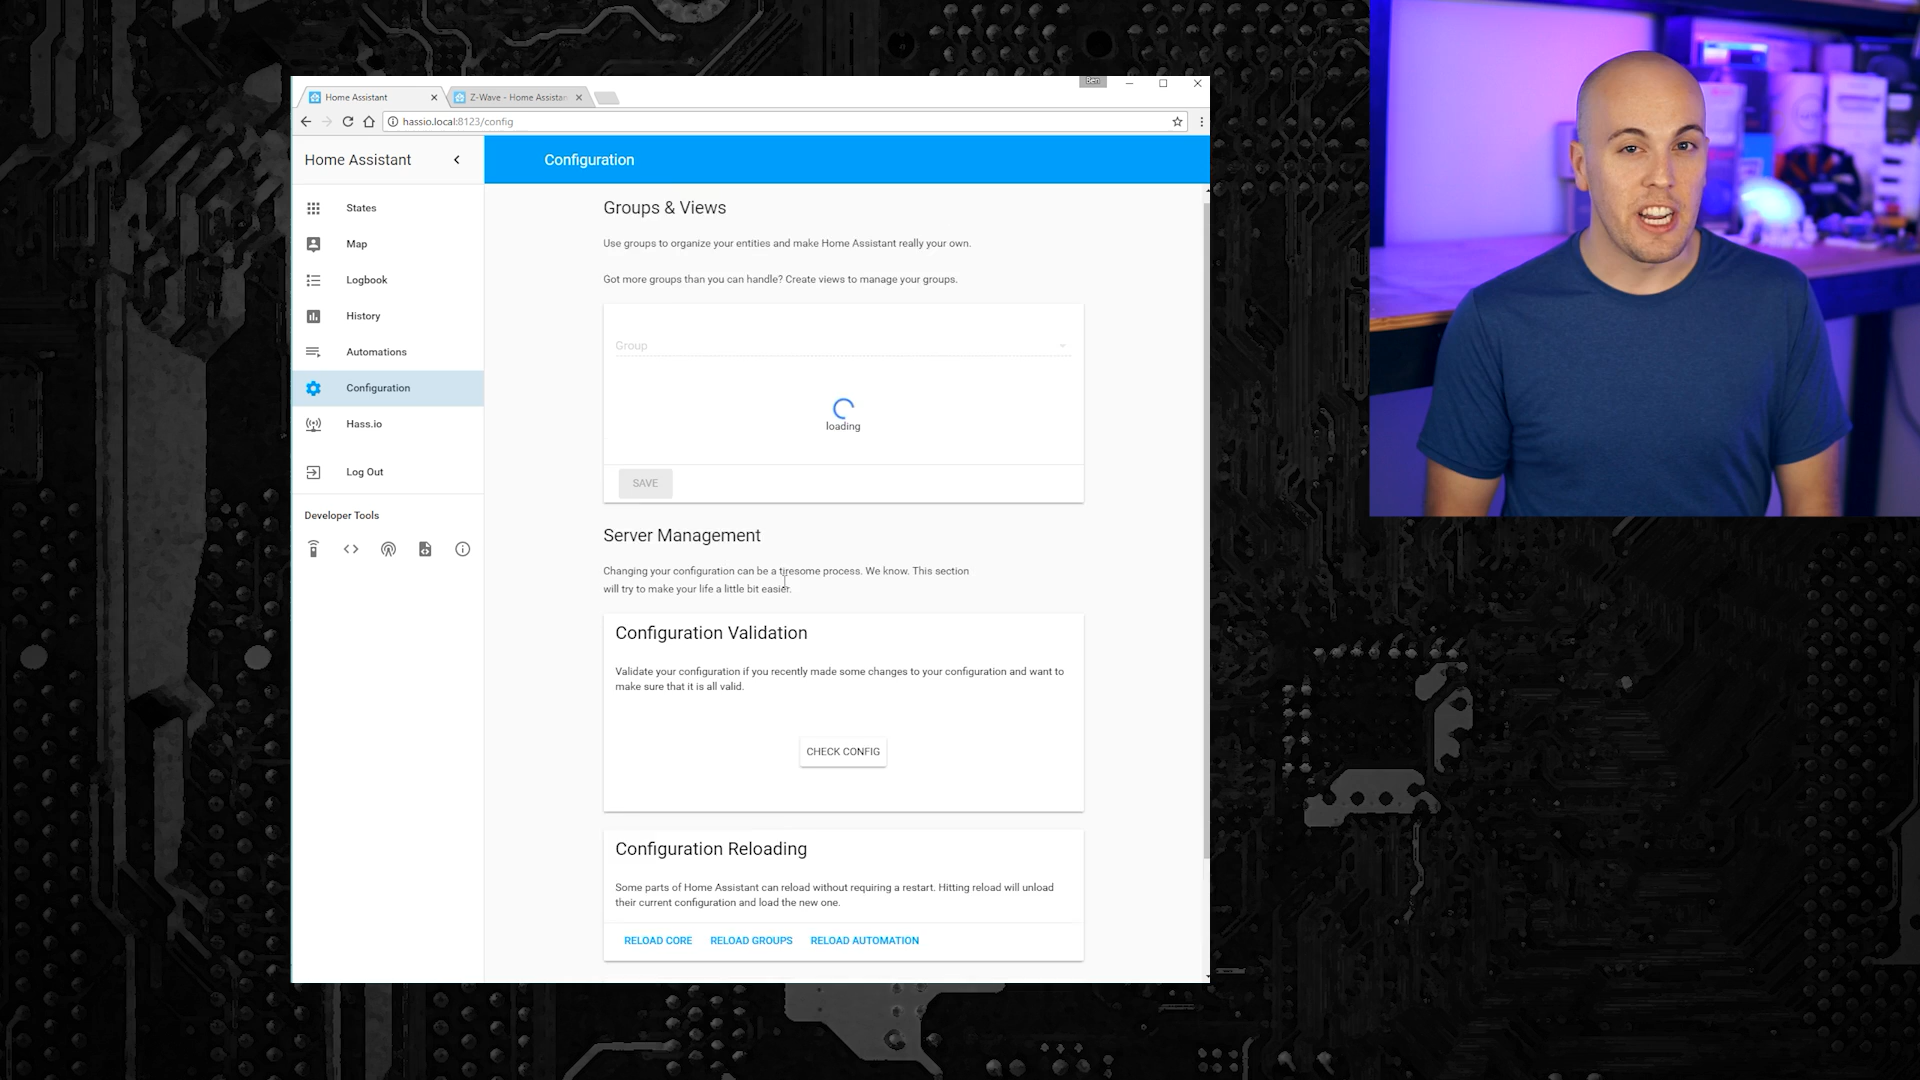 Ben
Home Assistant
Z-Wave - Home Assistan
hassio.local:8123/config
Home Assistant
Configuration
States
Map
Logbook
History
Automations
Configuration
Hass.io
Log Out
Developer Tools
Groups & Views
Use groups to organize your entities and make Home Assistant really your own.
Got more groups than you can handle? Create views to manage your groups.
Group
loading
SAVE
Server Management
Changing your configuration can be a tiresome process. We know. This section
will try to make your life a little bit easier.
Configuration Validation
Validate your configuration if you recently made some changes to your configuration and want to
make sure that it is all valid.
CHECK CONFIG
Configuration Reloading
Some parts of Home Assistant can reload without requiring a restart. Hitting reload will unload
their current configuration and load the new one.
RELOAD CORE RELOAD GROUPS RELOAD AUTOMATION